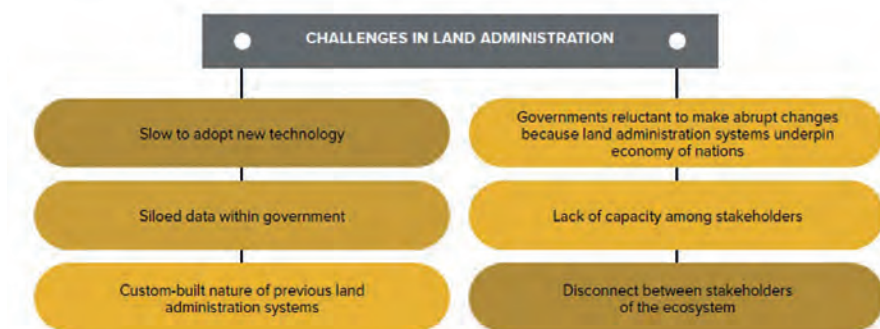 CHALLENGES IN LAND ADMINISTRATION
Slow to adopt new technology
Siloed data within government
Custom-built nature of previous land
administration systems
Governments reluctant to make abrupt changes
because land administration systems underpin
economy of nations
Lack of capacity among stakeholders
Disconnect between stakeholders
of the ecosystem